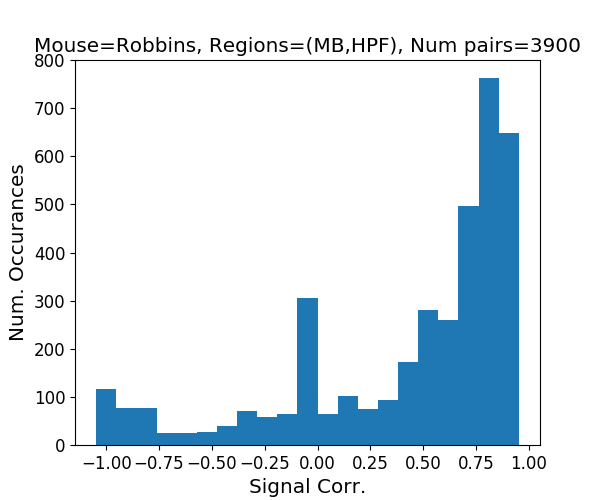 Mouse=Robbins, Regions=(MB,HPF), Num pairs=3900
800
700
600
500
400
300
200
100
0
Num. Occurances
−1.00 −0.75 −0.50 −0.25 0.00 0.25 0.50 0.75 1.00
Signal Corr.